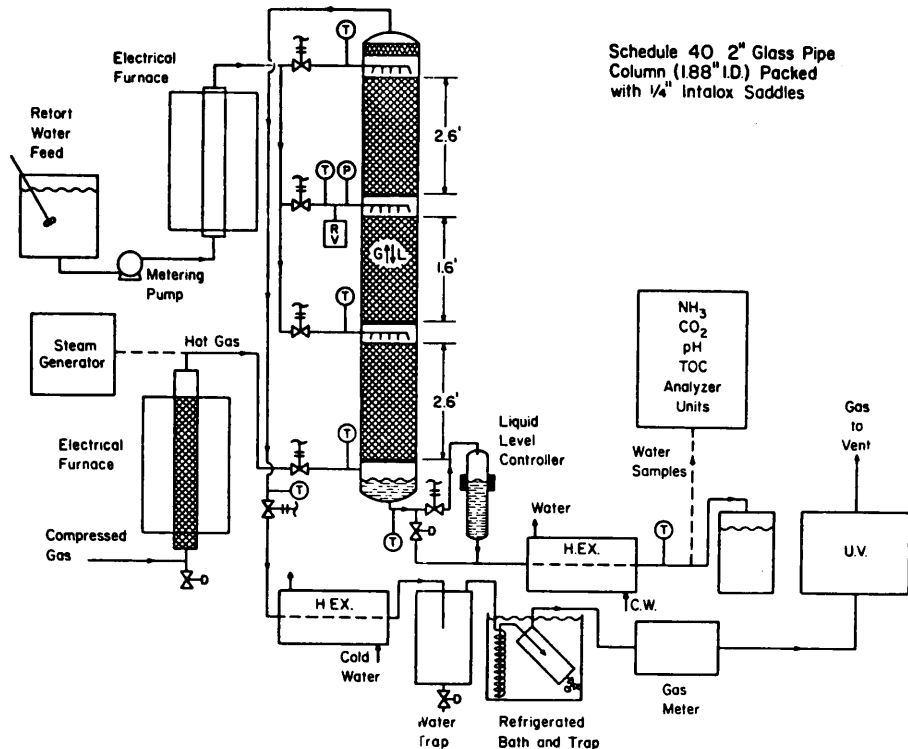 Schedule 40 2" Glass Pipe
Column (1.88" I.D.) Packed
with 1/4" Intalox Saddles
Electrical
Furnace
Retort
Water
Feed
Metering
Pump
T
T
P
R
V
T
T
T
T
T
G
L
2.6'
1.6'
2.6'
Steam
Generator
Hot Gas
Electrical
Furnace
Compressed
Gas
D
Liquid
Level
Controller
D
NH3
CO2
pH
TOC
Analyzer
Units
Water
Samples
Gas
to
Vent
Water
H.EX.
C.W.
U.V.
H EX.
Cold
Water
D
Water
Trap
Refrigerated
Bath and Trap
Gas
Meter